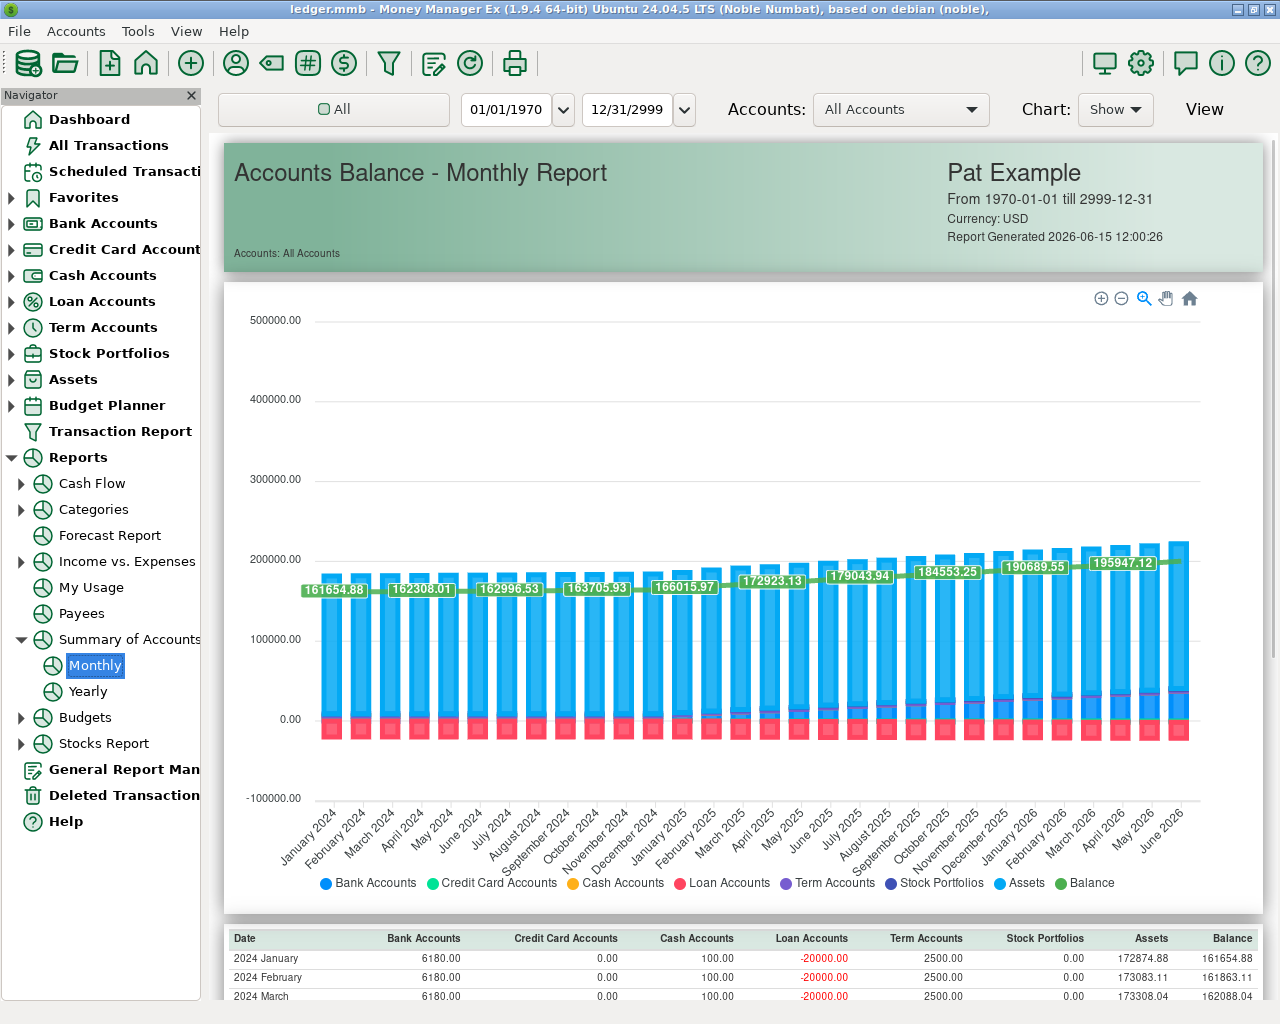 ledger.mmb - Money Manager Ex (1.9.4 64-bit) Ubuntu 24.04.5 LTS (Noble Numbat), based on debian (noble),
File Accounts Tools View Help
Navigator
Dashboard
All Transactions
Scheduled Transacti
Favorites
Bank Accounts
Credit Card Account
Cash Accounts
Loan Accounts
Term Accounts
Stock Portfolios
Assets
Budget Planner
Transaction Report
Reports
Cash Flow
Categories
Forecast Report
Income vs. Expenses
My Usage
Payees
Summary of Accounts
Monthly
Yearly
Budgets
Stocks Report
General Report Man
Deleted Transaction
Help
All 01/01/1970 12/31/2999 Accounts: All Accounts Chart: Show View
Accounts Balance - Monthly Report
Accounts: All Accounts
Pat Example
From 1970-01-01 till 2999-12-31
Currency: USD
Report Generated 2026-06-15 12:00:26
500000.00
400000.00
300000.00
200000.00
100000.00
0.00
-100000.00
161654.88 162308.01 162996.53 163705.93 166015.97 172923.13 179043.94 184553.25 190689.55 195947.12
January 2024 February 2024 March 2024 April 2024 May 2024 June 2024 July 2024 August 2024 September 2024 October 2024 November 2024 December 2024 January 2025 February 2025 March 2025 April 2025 May 2025 June 2025 July 2025 August 2025 September 2025 October 2025 November 2025 December 2025 January 2026 February 2026 March 2026 April 2026 May 2026 June 2026
Bank Accounts Credit Card Accounts Cash Accounts Loan Accounts Term Accounts Stock Portfolios Assets Balance
Date Bank Accounts Credit Card Accounts Cash Accounts Loan Accounts Term Accounts Stock Portfolios Assets Balance
2024 January 6180.00 0.00 100.00 -20000.00 2500.00 0.00 172874.88 161654.88
2024 February 6180.00 0.00 100.00 -20000.00 2500.00 0.00 173083.11 161863.11
2024 March 6180.00 0.00 100.00 -20000.00 2500.00 0.00 173308.04 162088.04